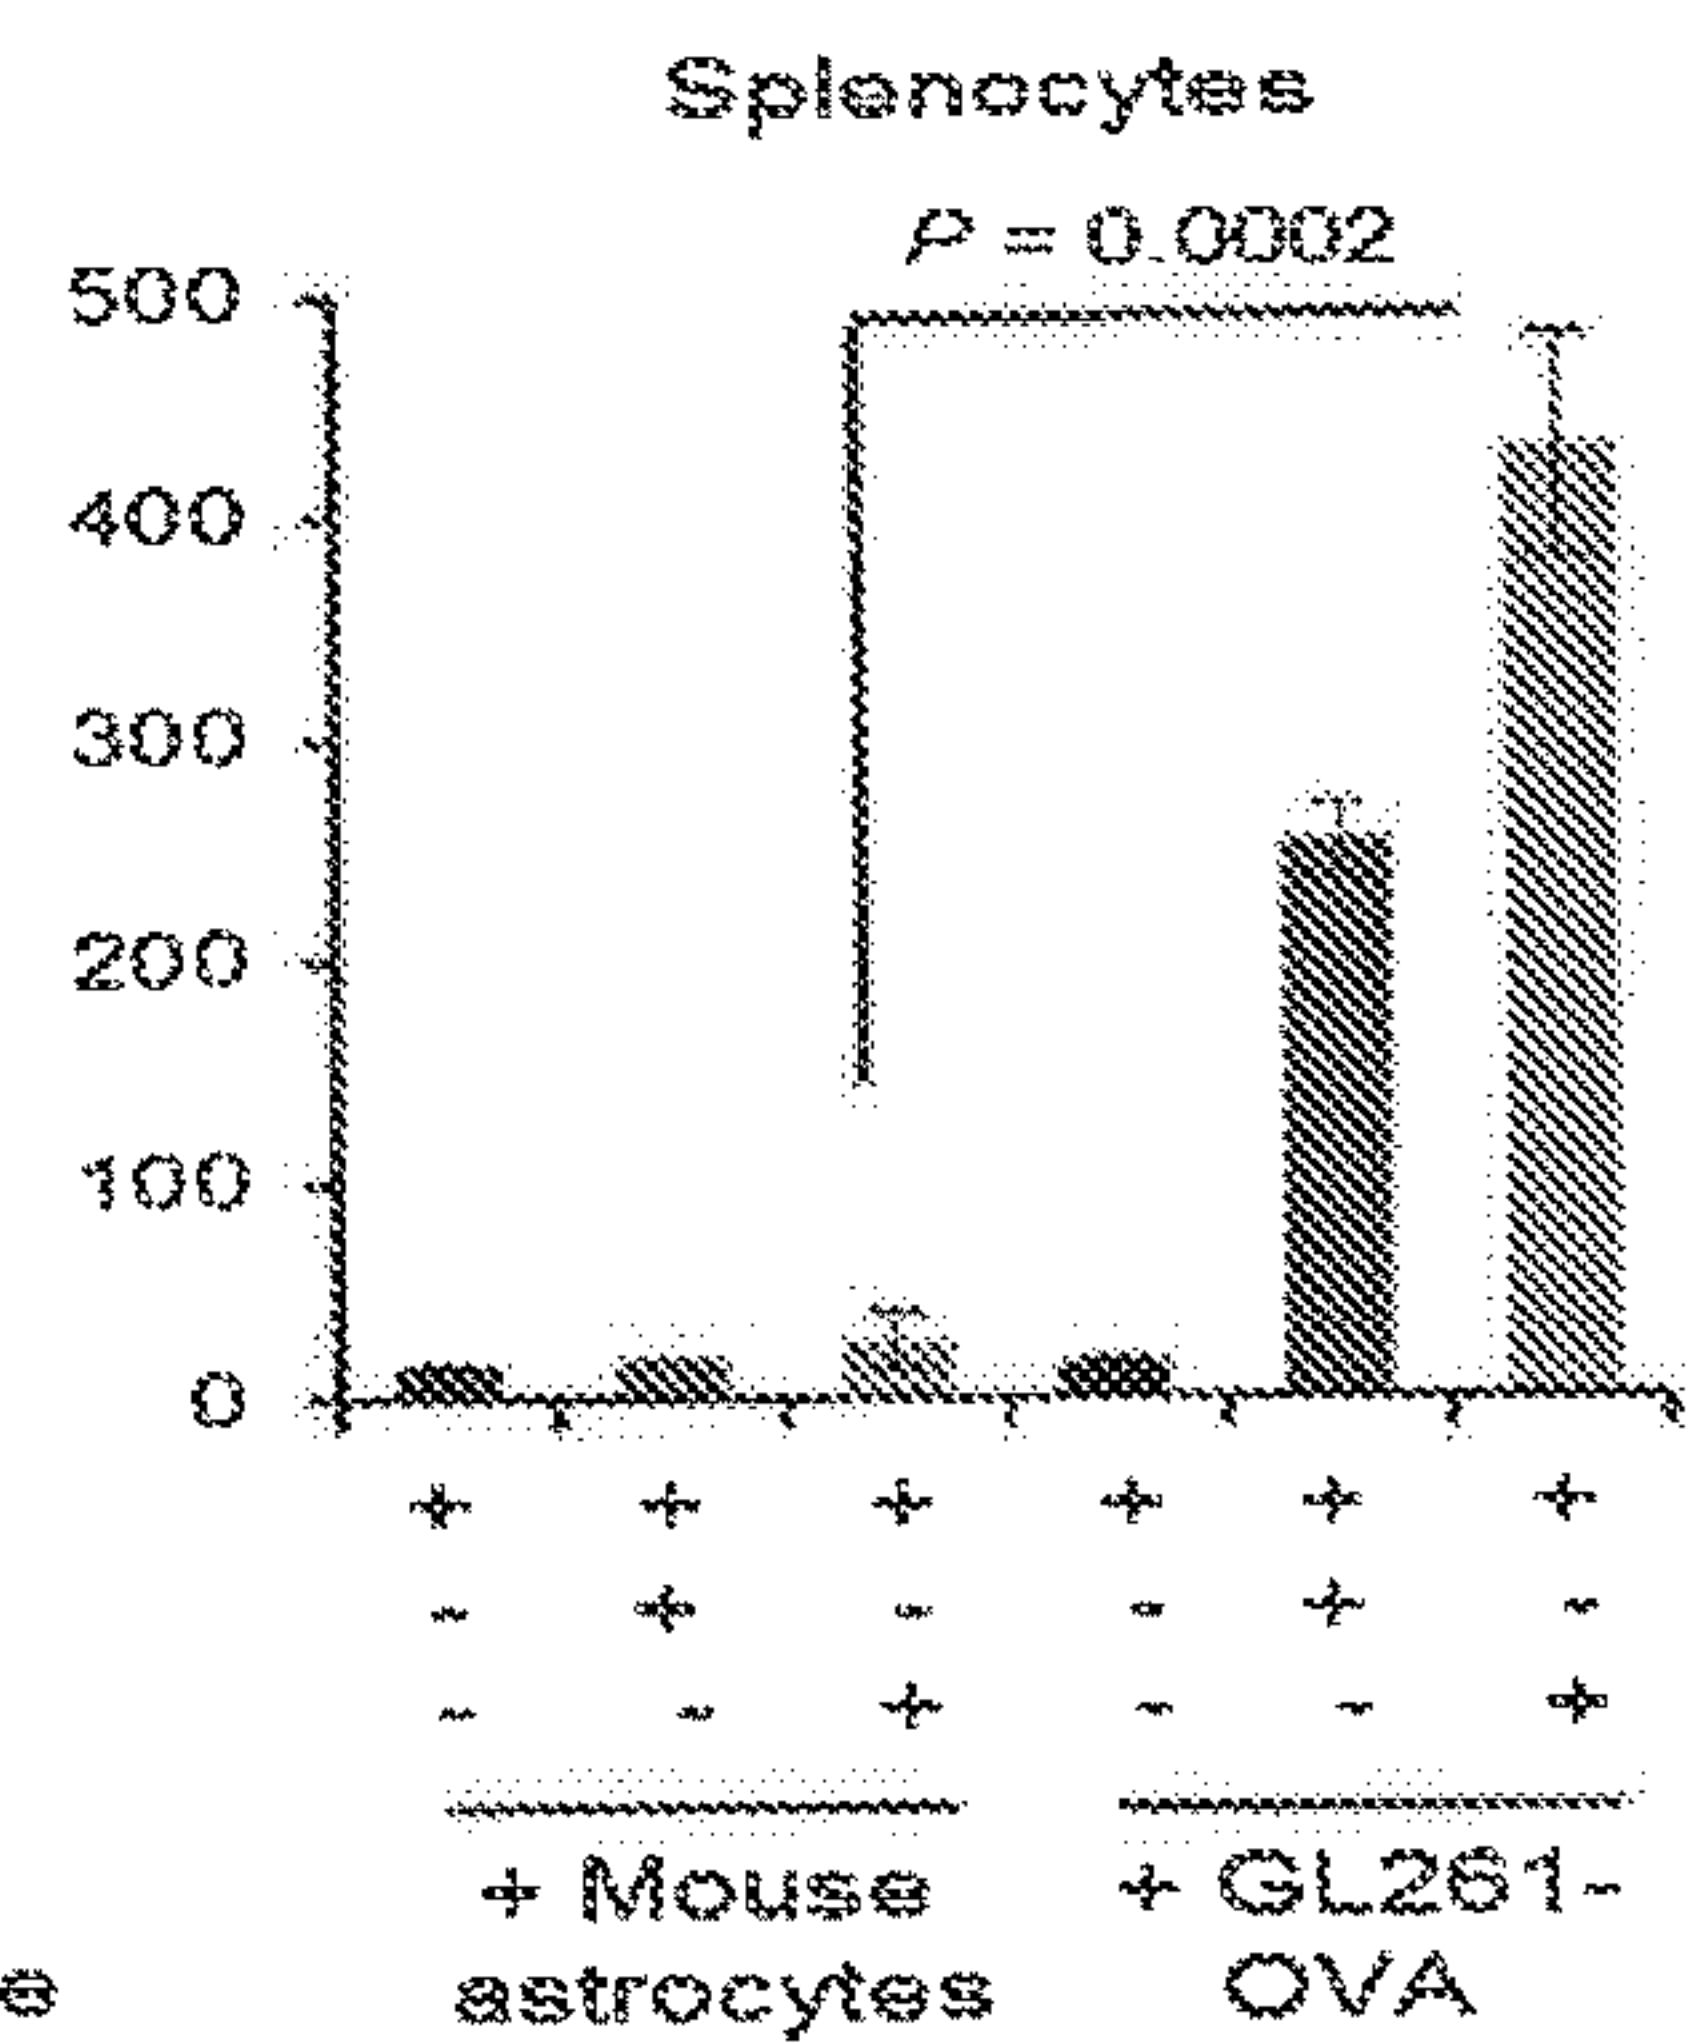 Splenocytes
P = 0.0002
500
400
300
200
100
0
+ + + + + +
- + - - + -
- - + - - +
+ Mouse
astrocytes
+ GL261-
OVA
e